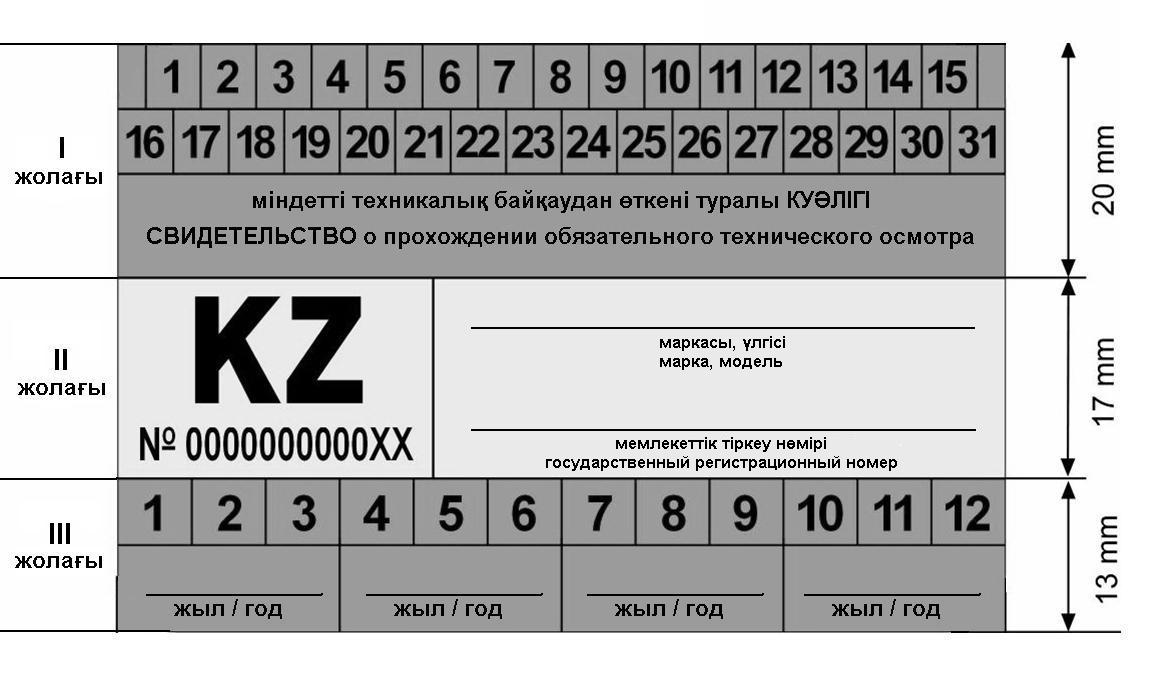 1 2 3 4 5 6 7 8 9 10 11 12 13 14 15
I
жолағы
16 17 18 19 20 21 22 23 24 25 26 27 28 29 30 31
20 mm
міндетті техникалық байқаудан өткені туралы КУӘЛІГІ
СВИДЕТЕЛЬСТВО о прохождении обязательного технического осмотра
II
жолағы
KZ
№ 0000000000XX
маркасы, үлгісі
марка, модель
мемлекеттік тіркеу нөмірі
государственный регистрационный номер
17 mm
III
жолағы
1 2 3 4 5 6 7 8 9 10 11 12
жыл / год жыл / год жыл / год жыл / год
13 mm